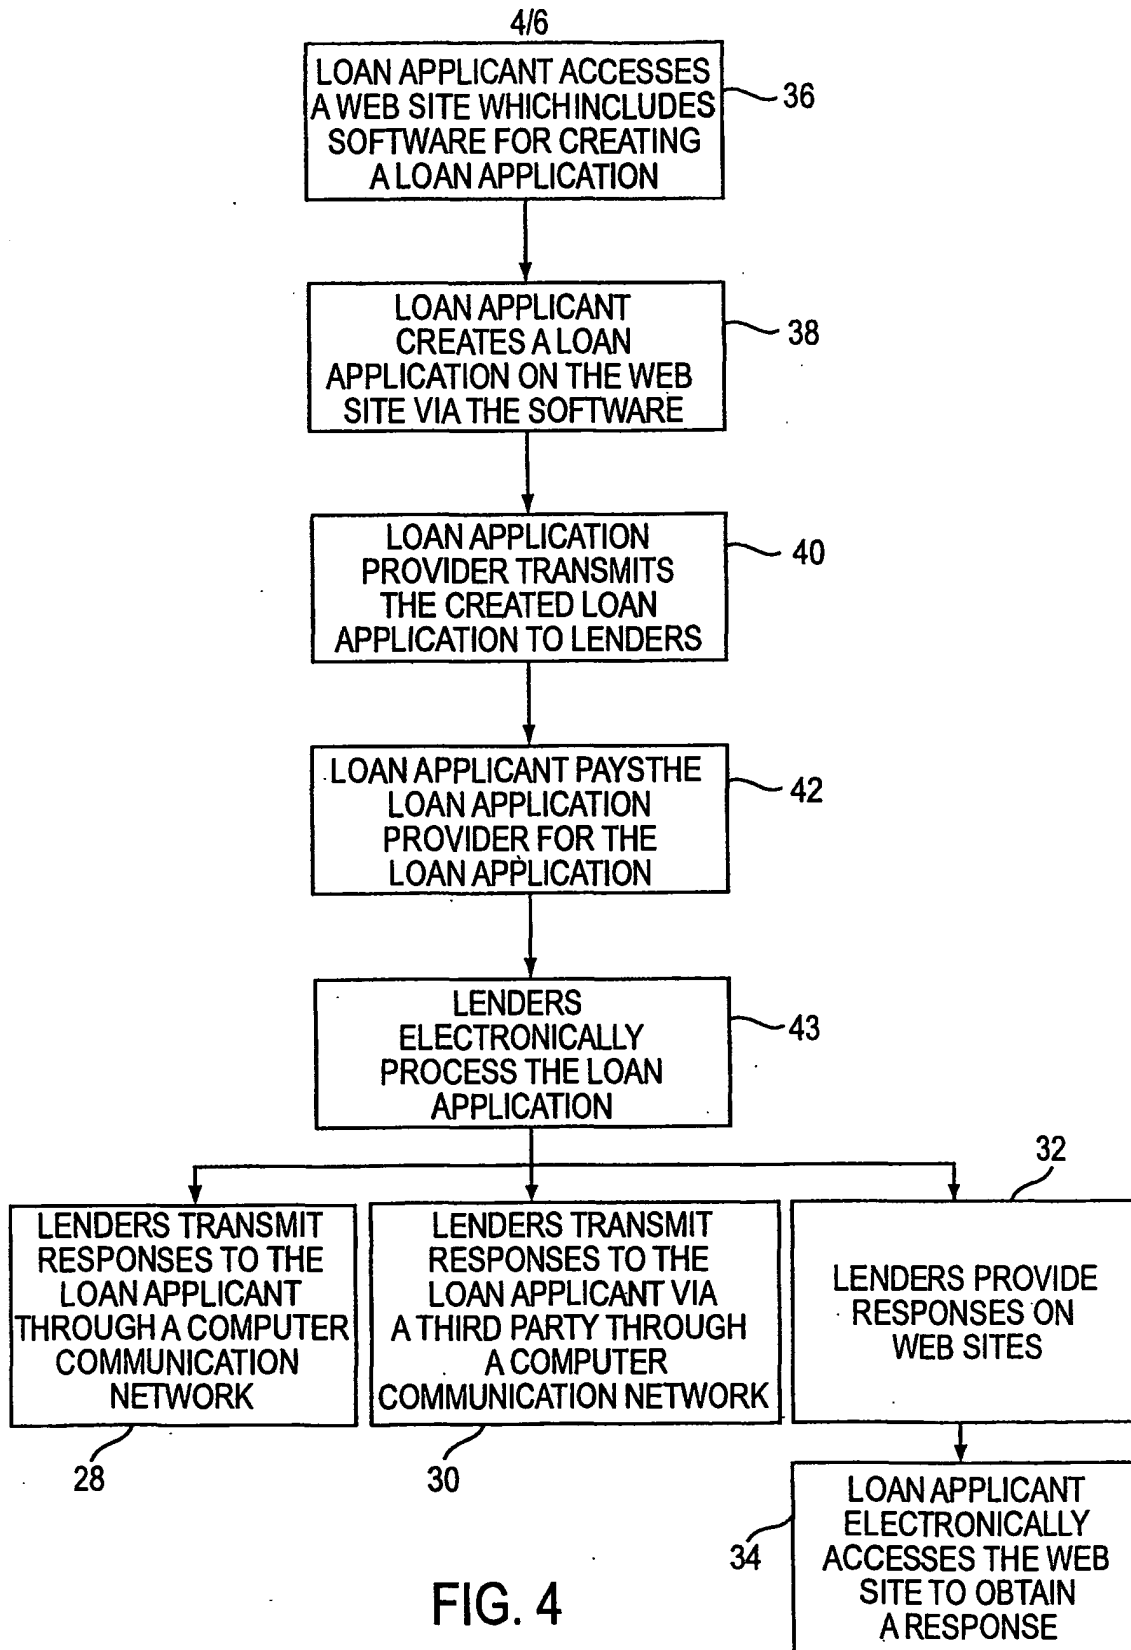 4/6
LOAN APPLICANT ACCESSES
A WEB SITE WHICH INCLUDES
SOFTWARE FOR CREATING
A LOAN APPLICATION
36
LOAN APPLICANT
CREATES A LOAN
APPLICATION ON THE WEB
SITE VIA THE SOFTWARE
38
LOAN APPLICATION
PROVIDER TRANSMITS
THE CREATED LOAN
APPLICATION TO LENDERS
40
LOAN APPLICANT PAYSTHE
LOAN APPLICATION
PROVIDER FOR THE
LOAN APPLICATION
42
LENDERS
ELECTRONICALLY
PROCESS THE LOAN
APPLICATION
43
LENDERS TRANSMIT
RESPONSES TO THE
LOAN APPLICANT
THROUGH A COMPUTER
COMMUNICATION
NETWORK
28
LENDERS TRANSMIT
RESPONSES TO THE
LOAN APPLICANT VIA
A THIRD PARTY THROUGH
A COMPUTER
COMMUNICATION NETWORK
30
32
LENDERS PROVIDE
RESPONSES ON
WEB SITES
34
LOAN APPLICANT
ELECTRONICALLY
ACCESSES THE WEB
SITE TO OBTAIN
A RESPONSE
FIG. 4